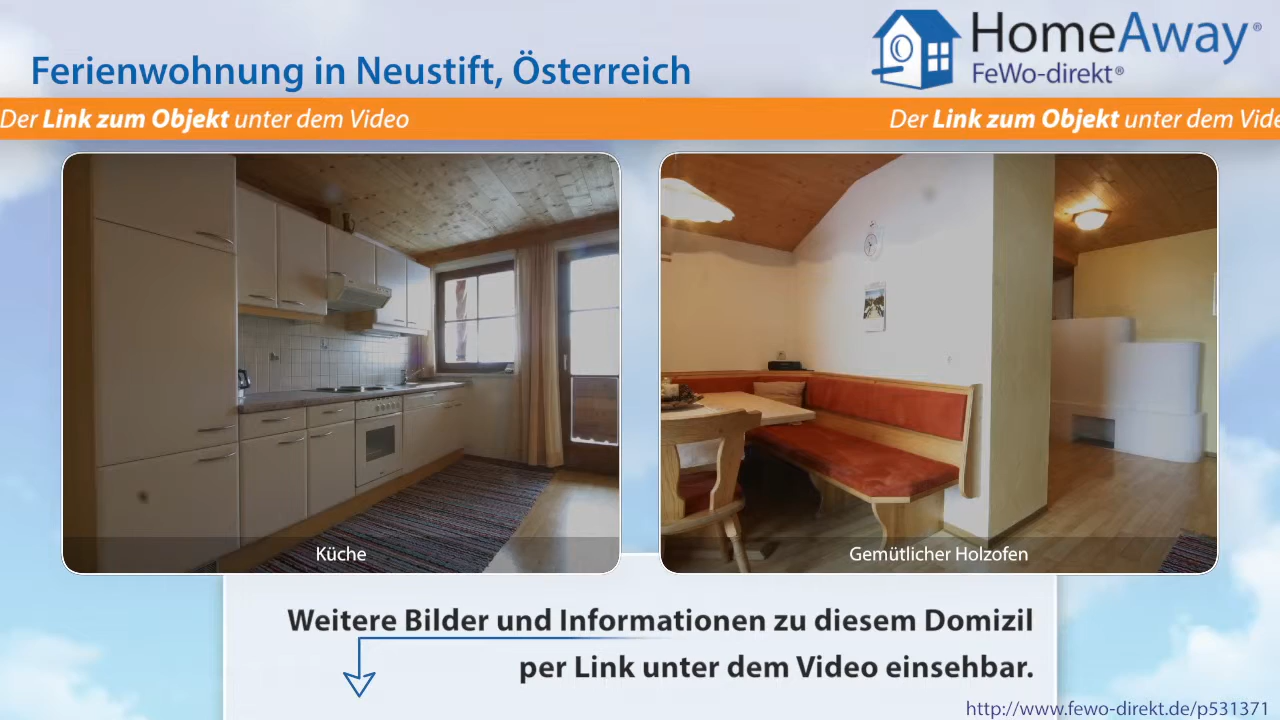 HomeAway®
FeWo-direkt®
Ferienwohnung in Neustift, Österreich
Der Link zum Objekt unter dem Video
Der Link zum Objekt unter dem Vide
Küche
Gemütlicher Holzofen
Weitere Bilder und Informationen zu diesem Domizil
per Link unter dem Video einsehbar.
http://www.fewo-direkt.de/p531371